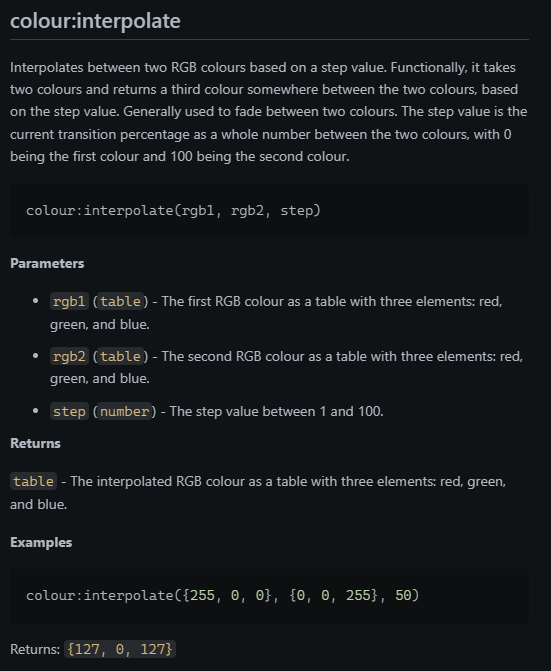 colour:interpolate
Interpolates between two RGB colours based on a step value. Functionally, it takes
two colours and returns a third colour somewhere between the two colours, based
on the step value. Generally used to fade between two colours. The step value is the
current transition percentage as a whole number between the two colours, with 0
being the first colour and 100 being the second colour.
colour:interpolate(rgb1, rgb2, step)
Parameters
• rgb1 (table) - The first RGB colour as a table with three elements: red,
green, and blue.
• rgb2 (table) - The second RGB colour as a table with three elements: red,
green, and blue.
• step (number) - The step value between 1 and 100.
Returns
table - The interpolated RGB colour as a table with three elements: red, green,
and blue.
Examples
colour:interpolate({255, 0, 0}, {0, 0, 255}, 50)
Returns: {127, 0, 127}